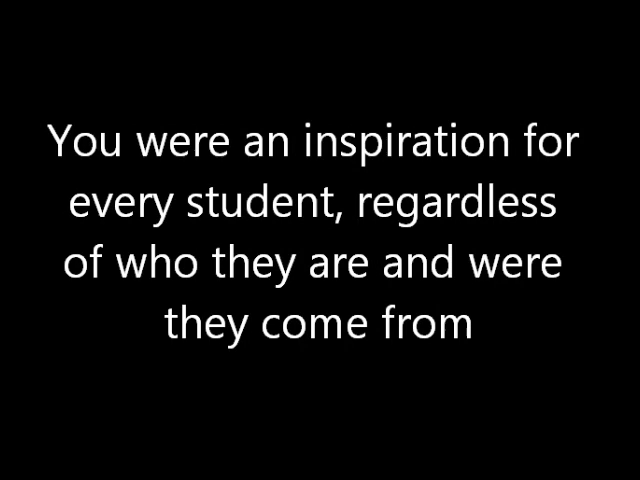 You were an inspiration for
every student, regardless
of who they are and were
they come from